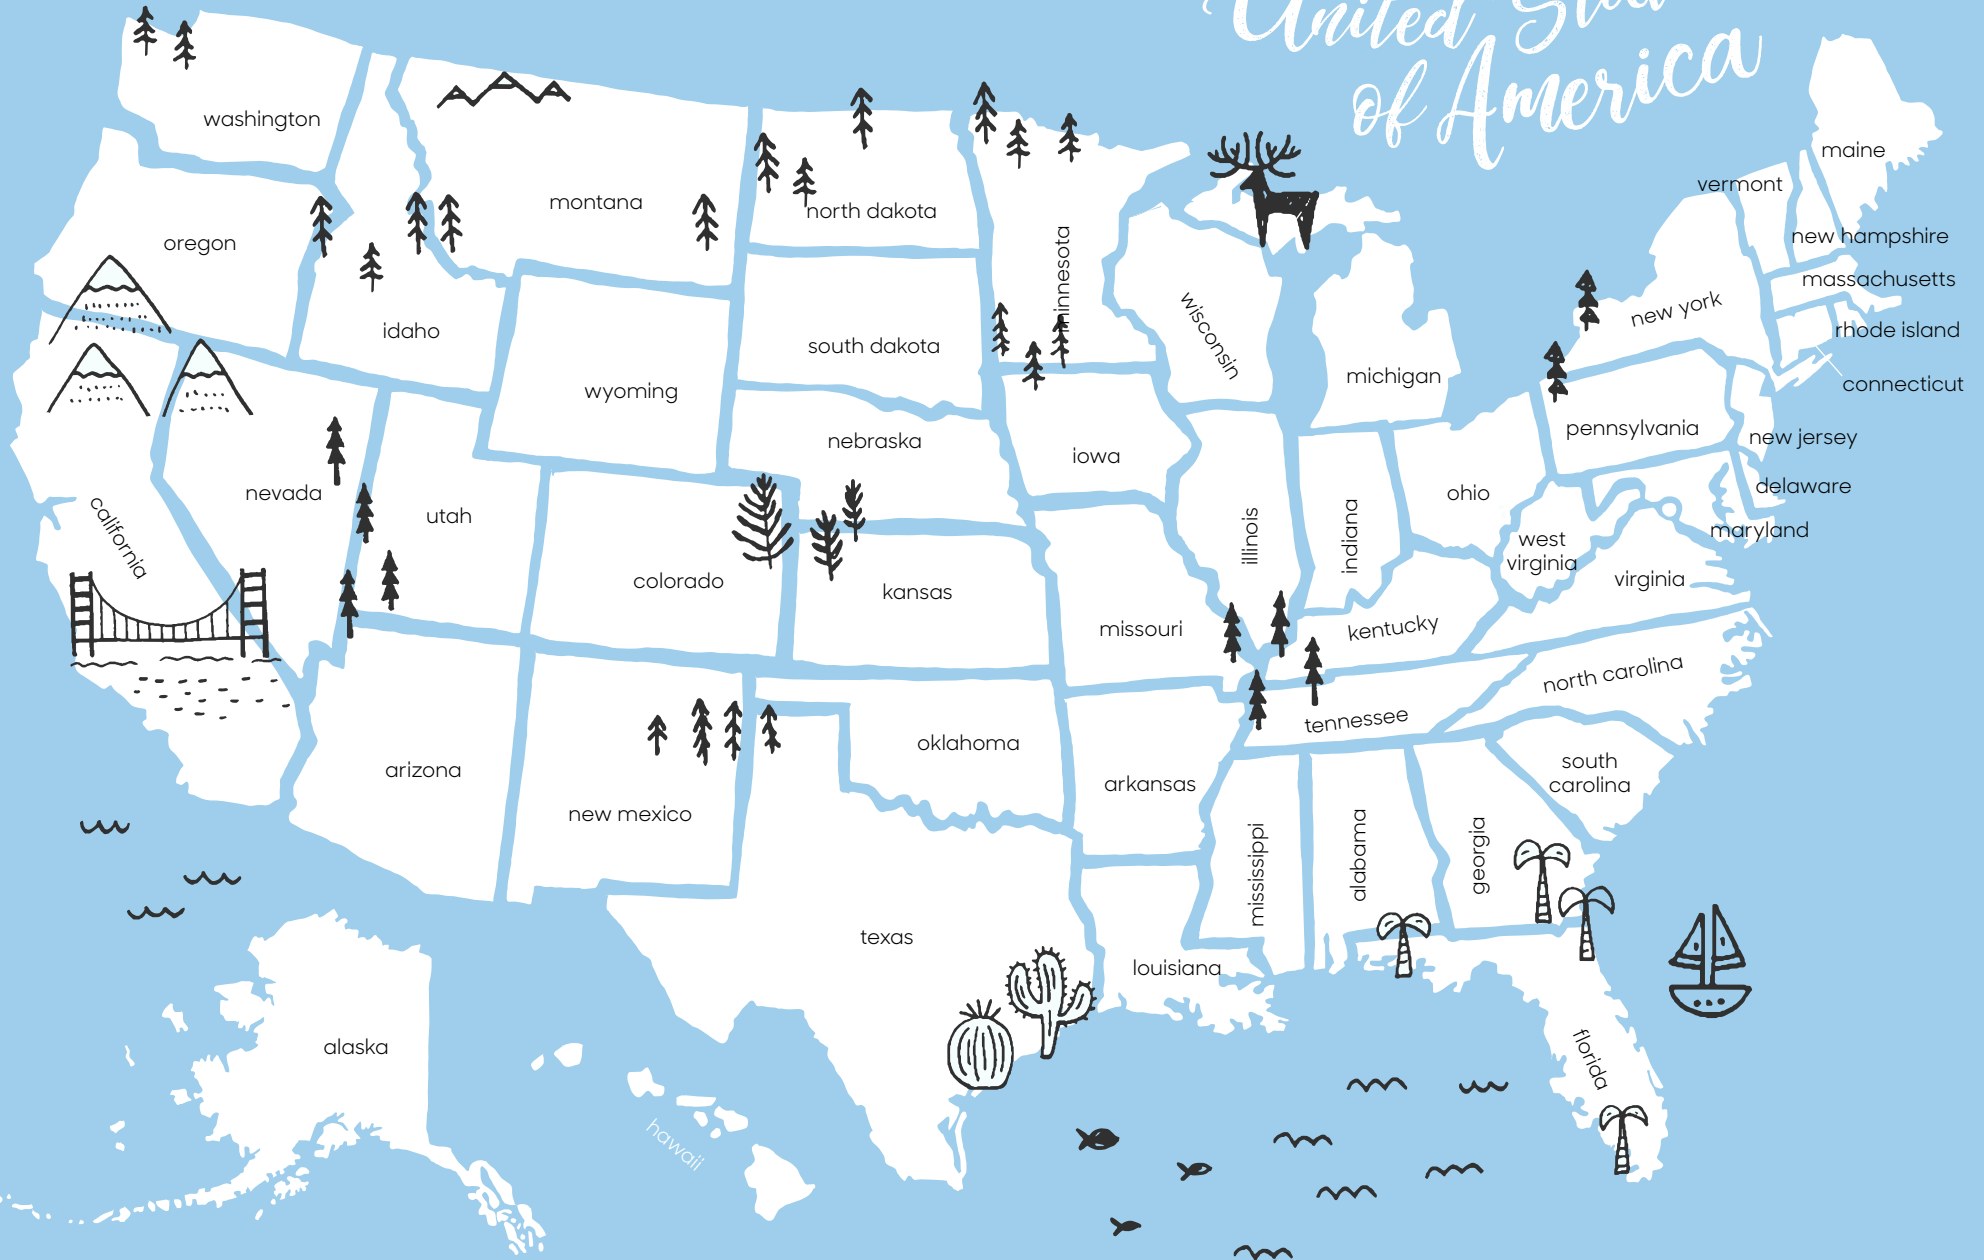 United
of America
washington
oregon
idaho
montana
north dakota
minnesota
south dakota
wyoming
nebraska
iowa
wisconsin
michigan
maine
vermont
new hampshire
massachusetts
new york
rhode island
connecticut
pennsylvania
new jersey
delaware
maryland
california
nevada
utah
colorado
kansas
missouri
illinois
indiana
ohio
west
virginia
virginia
kentucky
north carolina
tennessee
south
carolina
arizona
new mexico
oklahoma
arkansas
texas
louisiana
mississippi
alabama
georgia
florida
alaska
hawaii